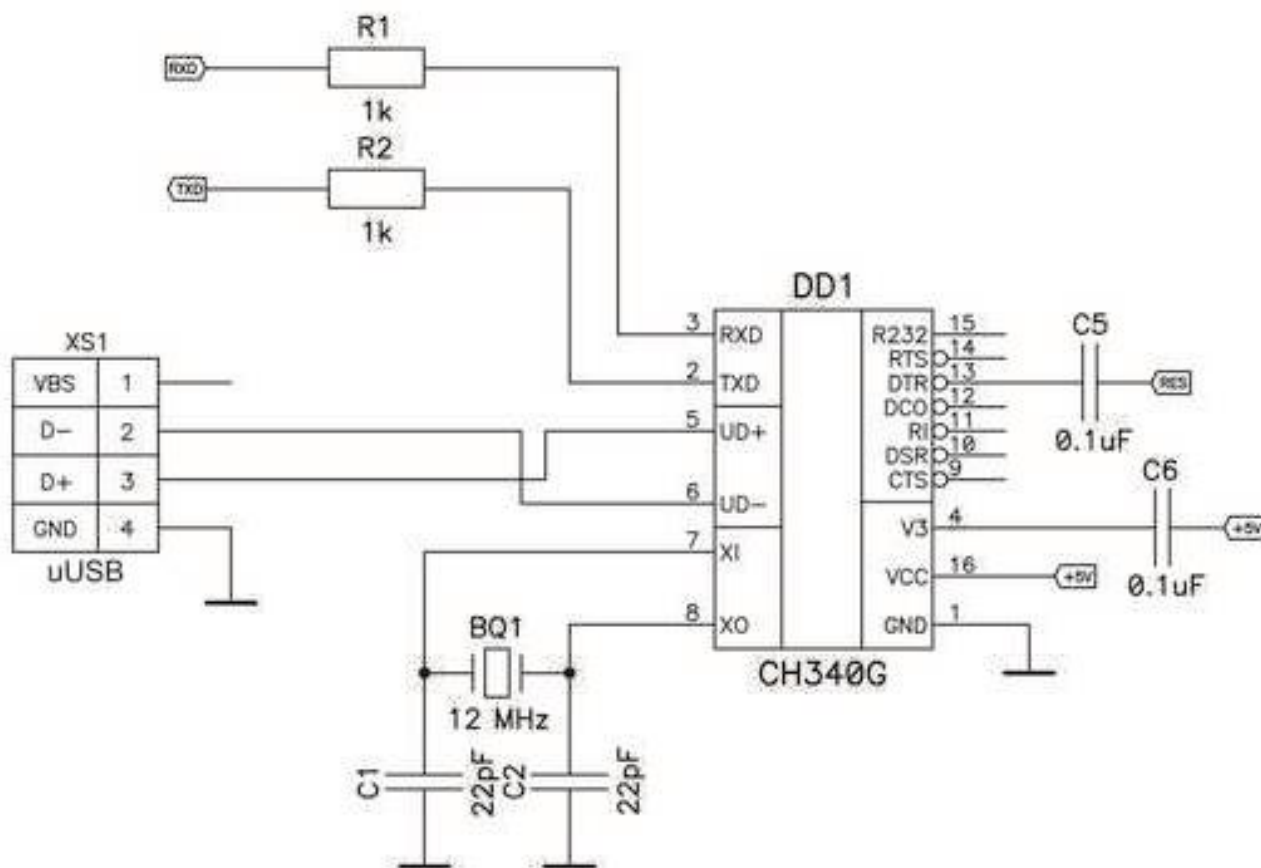 R1
RXD
1k
R2
TXD
1k
DD1
3 RXD R232 15
RTS 14
2 TXD DTR 13
C5
RES
0.1uF
DCO 12
5 UD+ RI 11
DSR 10
CTS 9
6 UD-
C6
V3 4
+5V
0.1uF
7 XI
VCC 16
+5V
8 XO GND 1
CH340G
XS1
VBS 1
D- 2
D+ 3
GND 4
uUSB
BQ1
12 MHz
C1
22pF
C2
22pF